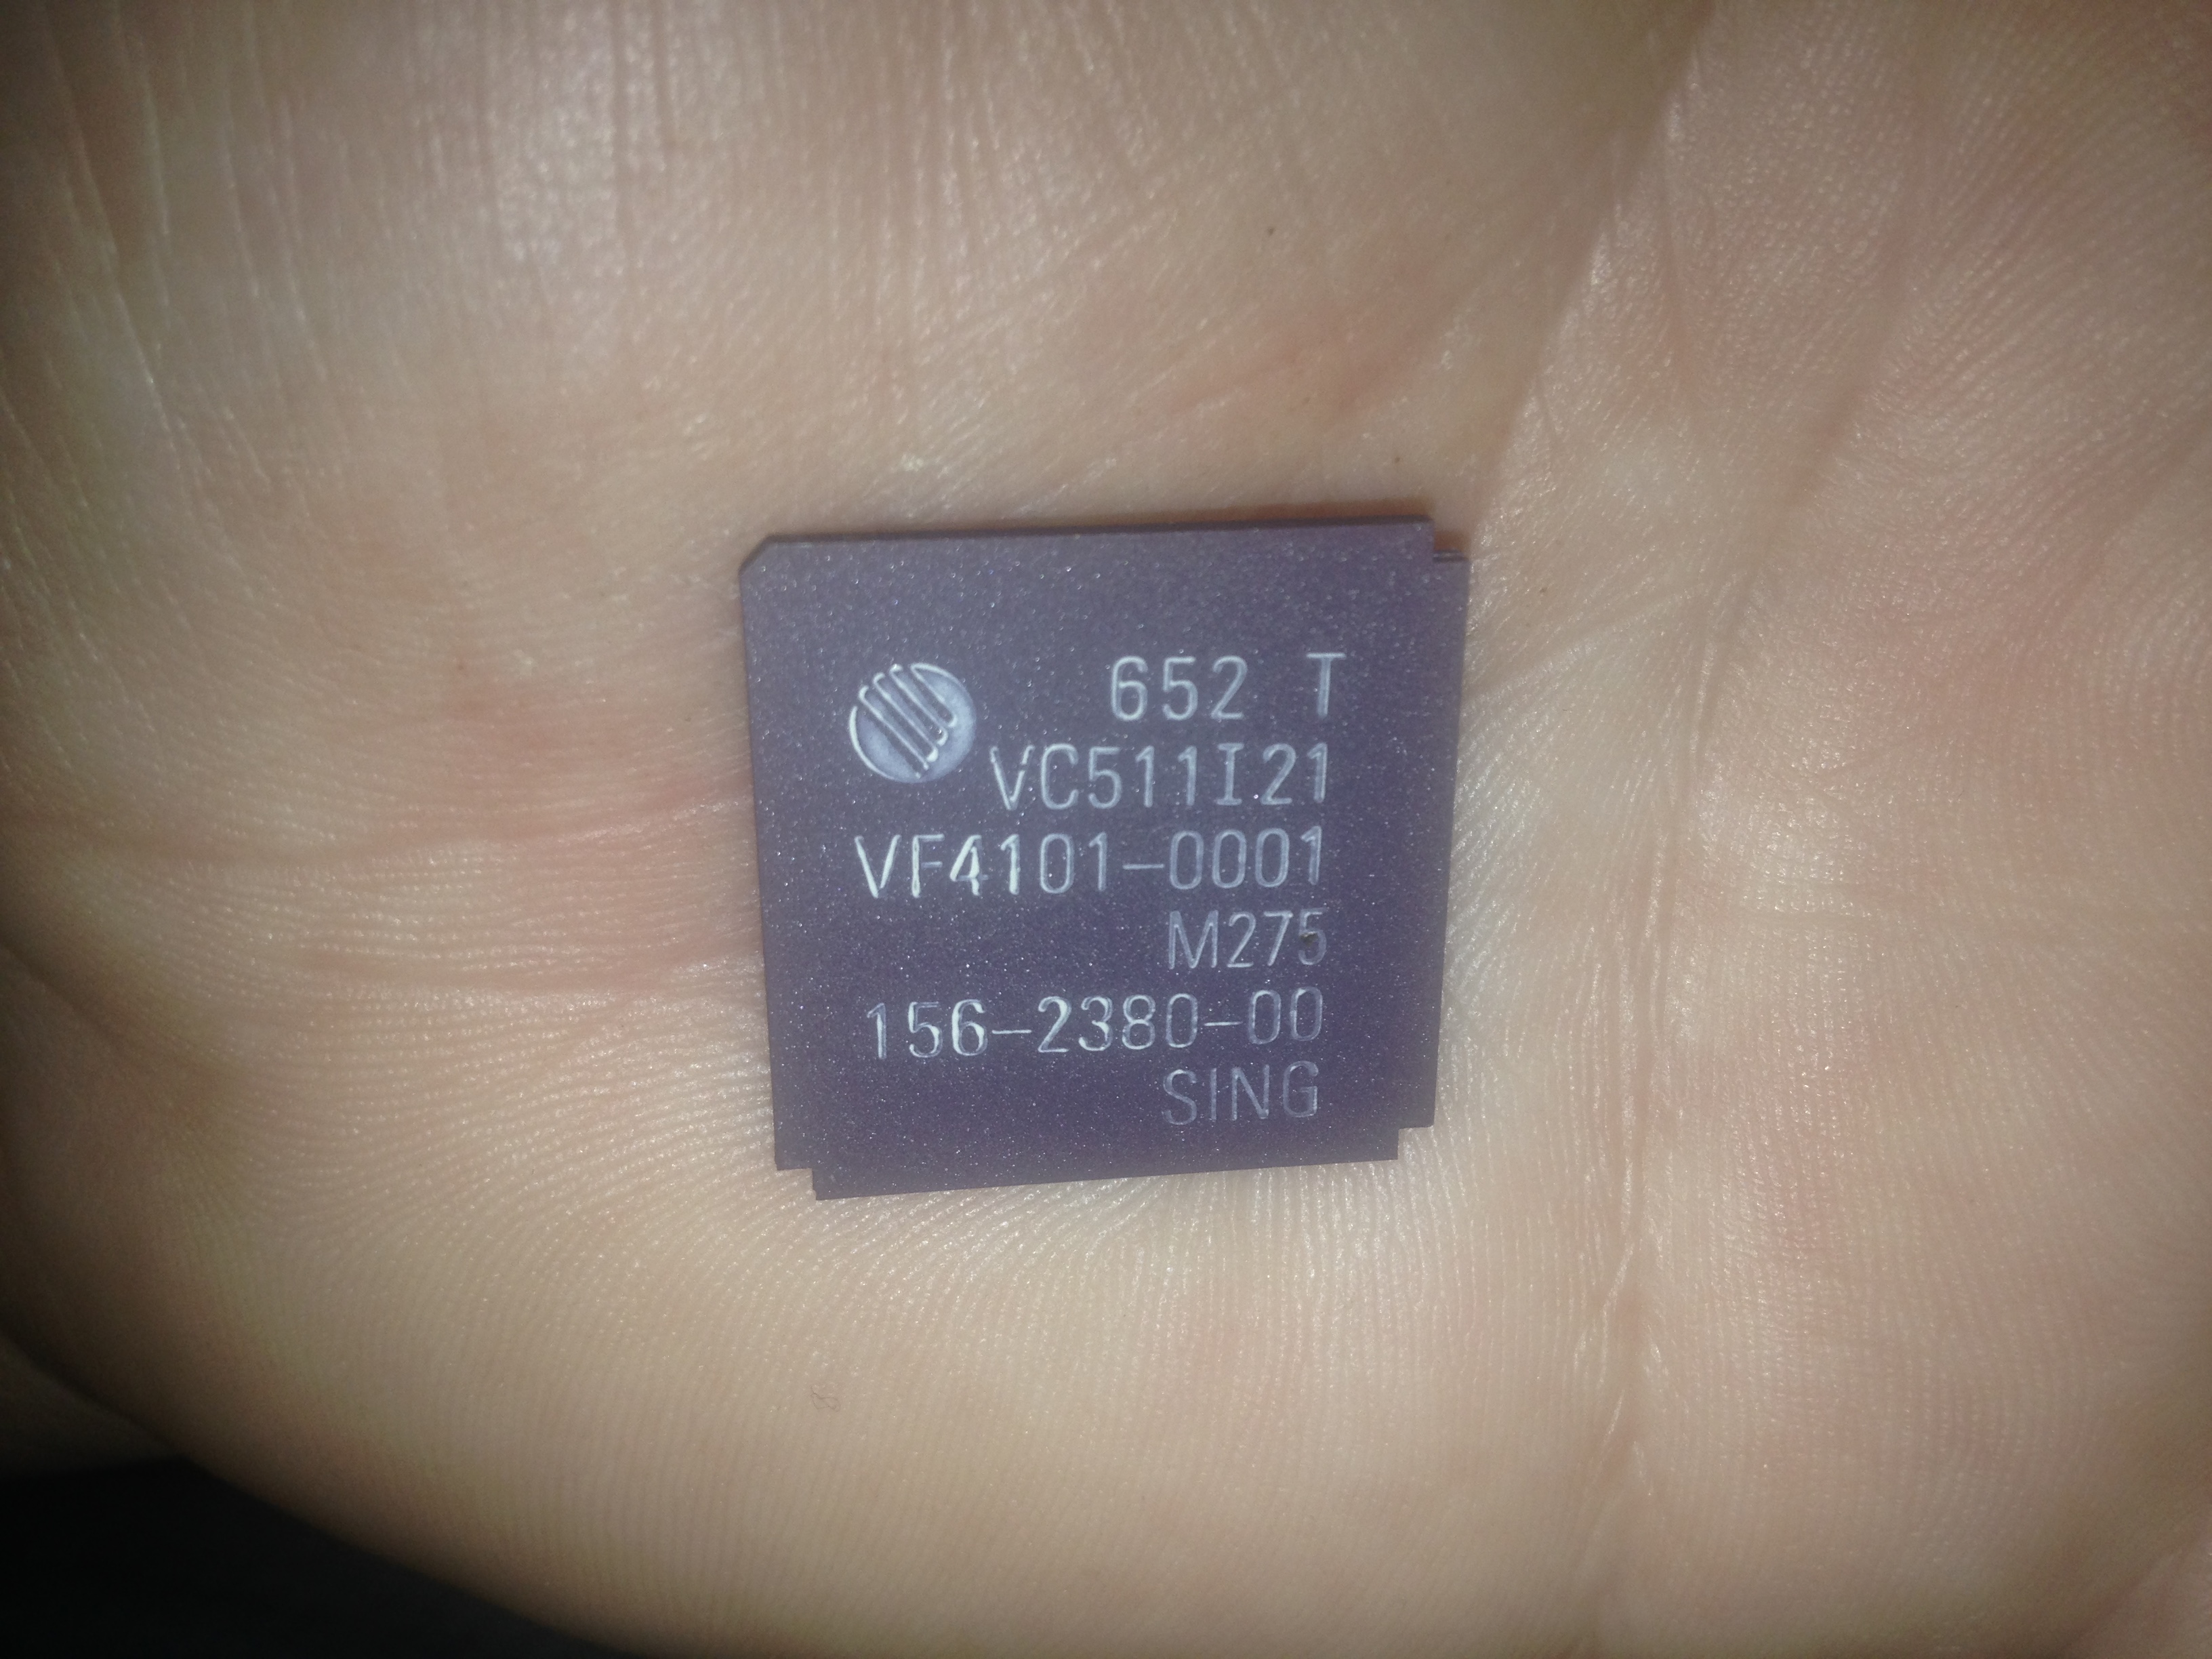 652 T
VC511I21
VF4101-0001
M275
156-2380-00
SING